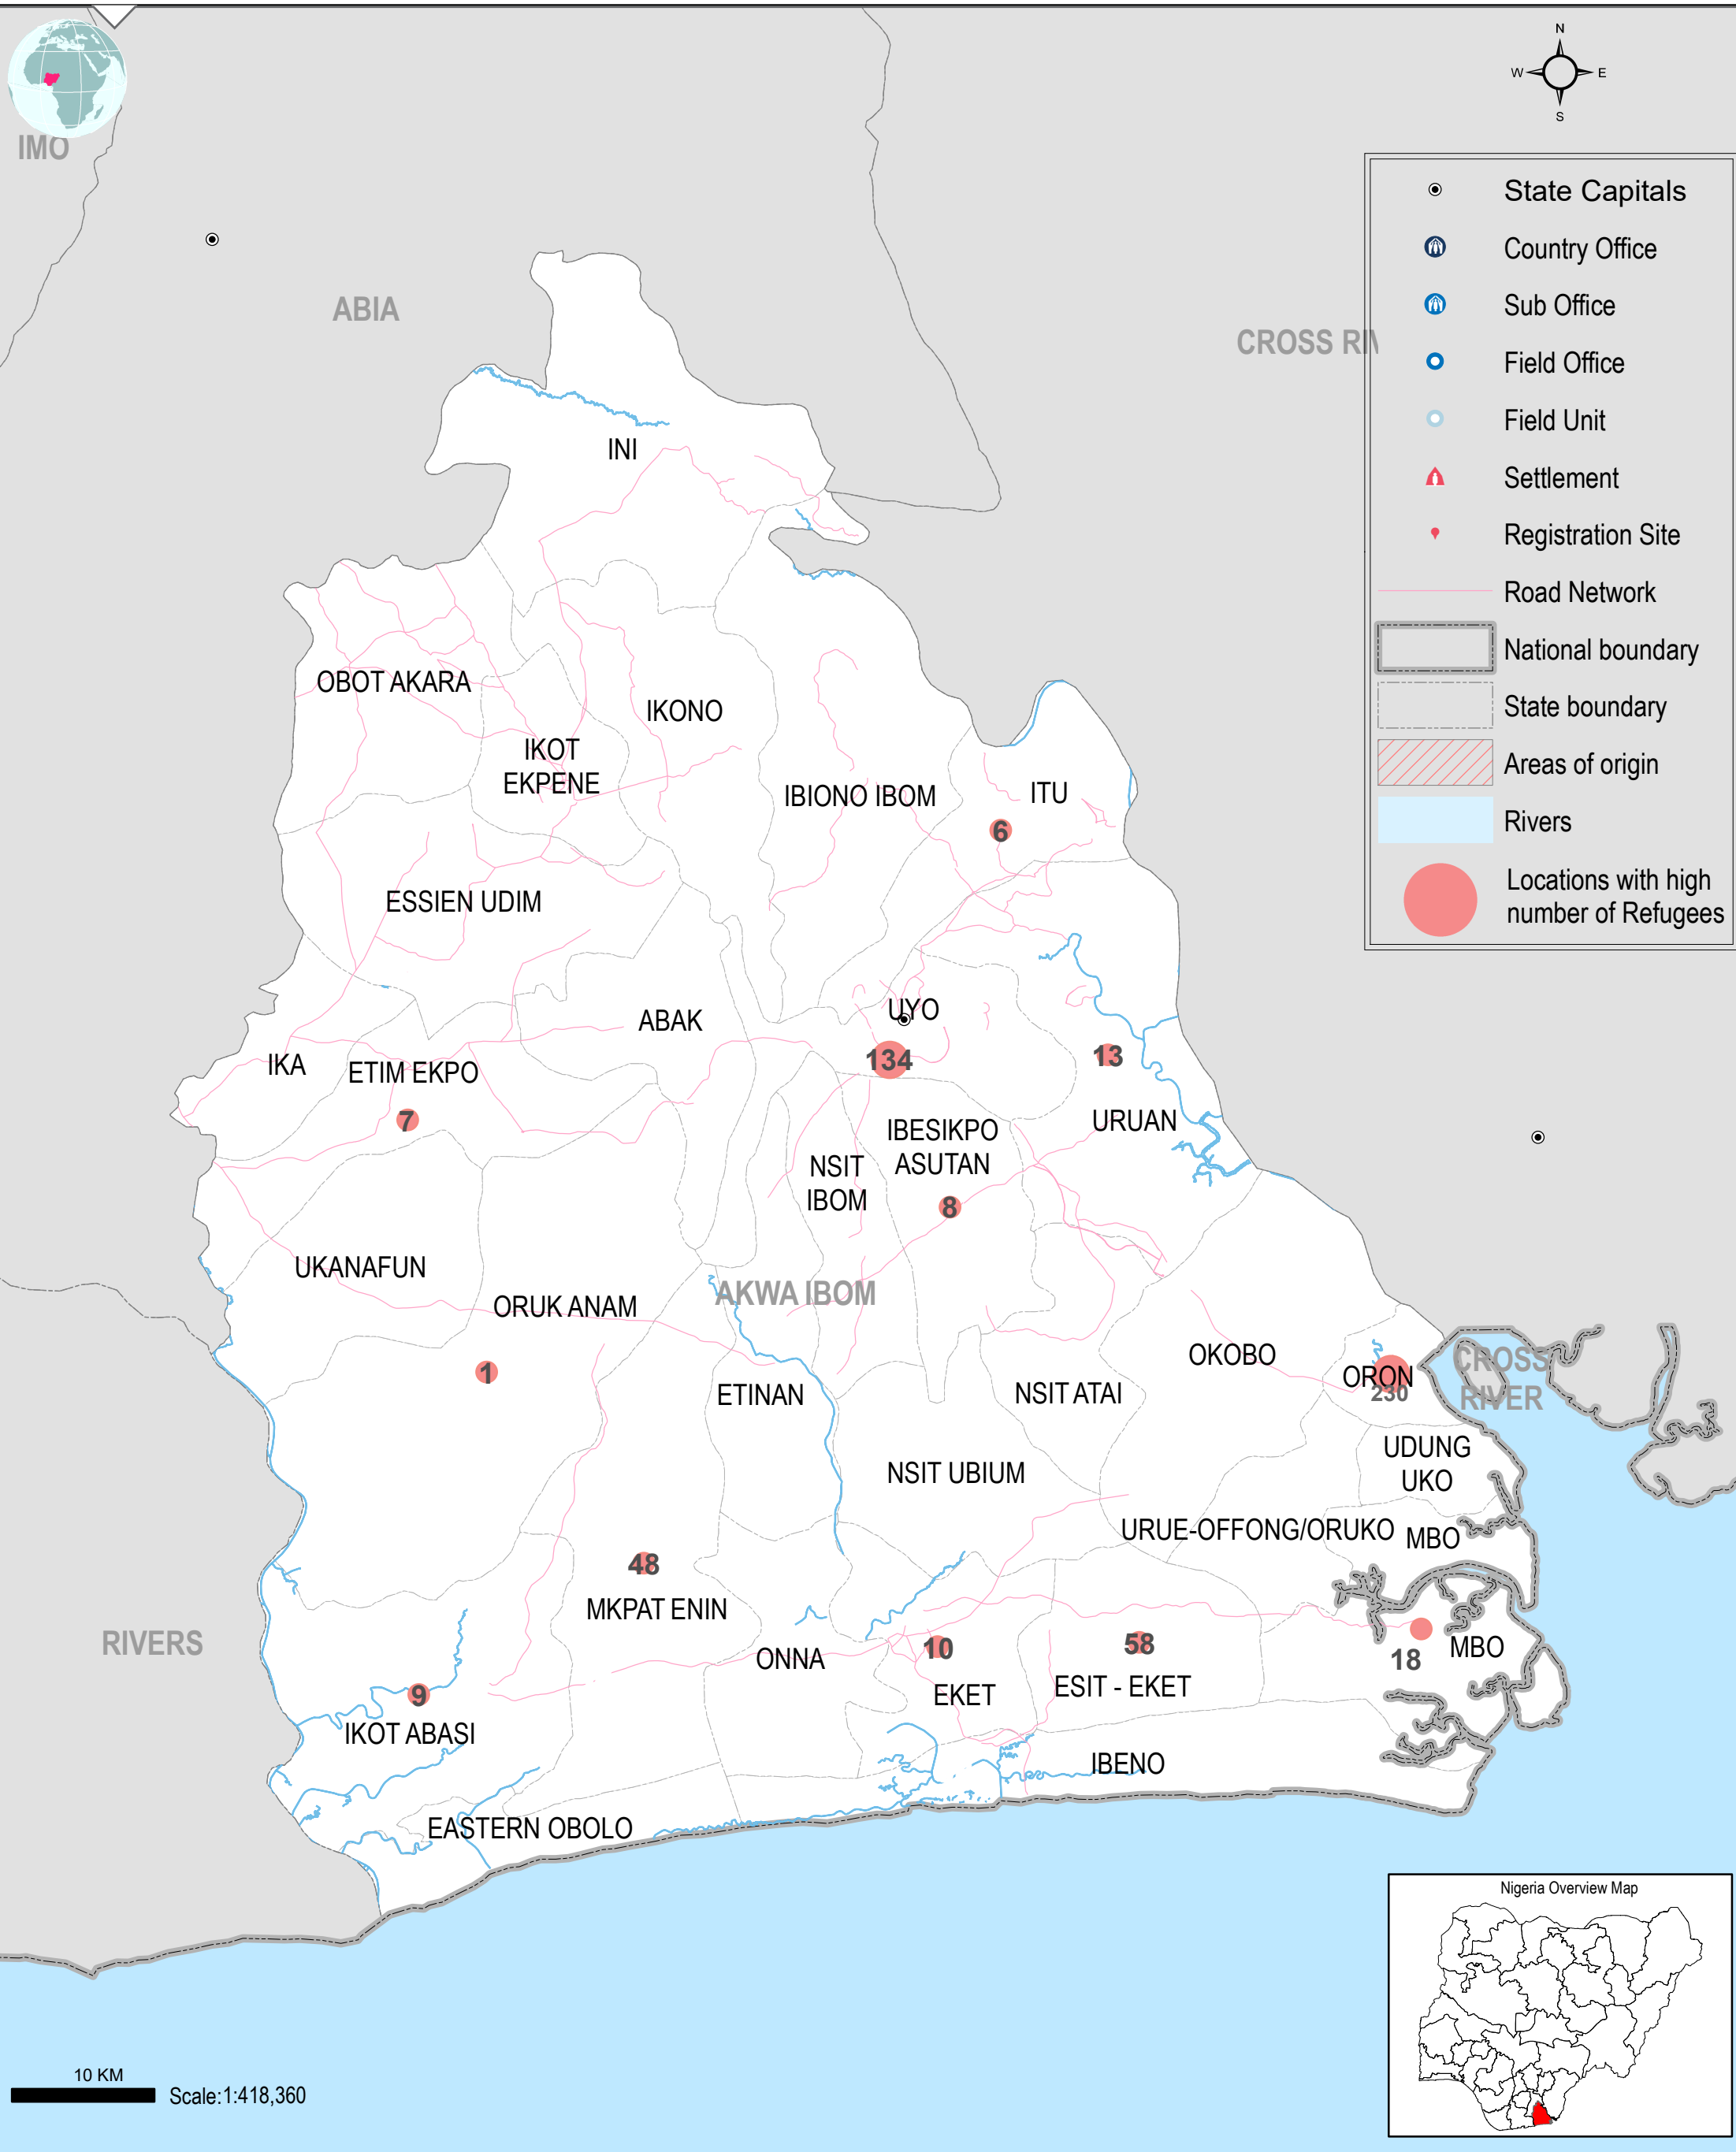 N
W
E
S
IMO
ABIA
CROSS RIV
State Capitals
Country Office
Sub Office
Field Office
Field Unit
Settlement
Registration Site
Road Network
National boundary
State boundary
Areas of origin
Rivers
Locations with high
number of Refugees
INI
OBOT AKARA
IKONO
IKOT
EKPENE
IBIONO IBOM
ITU
6
ESSIEN UDIM
UYO
ABAK
134
13
IKA
ETIM EKPO
7
URUAN
IBESIKPO
ASUTAN
NSIT
IBOM
8
UKANAFUN
AKWA IBOM
ORUK ANAM
1
ETINAN
NSIT ATAI
OKOBO
ORON
230
CROSS
RIVER
UDUNG
UKO
NSIT UBIUM
URUE-OFFONG/ORUKO
MBO
48
MKPAT ENIN
RIVERS
ONNA
10
EKET
58
ESIT - EKET
18
MBO
9
IKOT ABASI
IBENO
EASTERN OBOLO
Nigeria Overview Map
10 KM
Scale:1:418,360